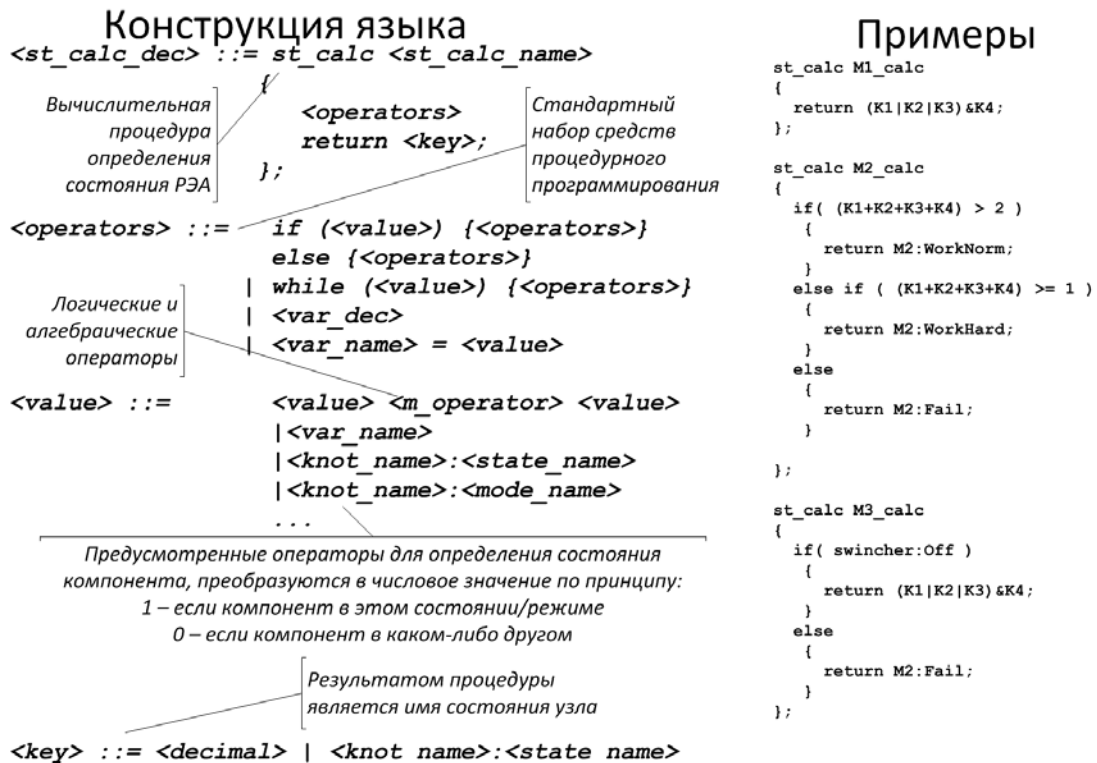 Конструкция языка
<st_calc_dec> ::= st_calc <st_calc_name>
{
<operators>
return <key>;
};
Вычислительная
процедура
определения
состояния РЭА
Стандартный
набор средств
процедурного
программирования
<operators> ::= if (<value>) {<operators>}
else {<operators>}
| while (<value>) {<operators>}
| <var_dec>
| <var_name> = <value>
Логические и
алгебраические
операторы
<value> ::= <value> <m_operator> <value>
|<var_name>
|<knot_name>:<state_name>
|<knot_name>:<mode_name>
...
Предусмотренные операторы для определения состояния
компонента, преобразуются в числовое значение по принципу:
1 – если компонент в этом состоянии/режиме
0 – если компонент в каком-либо другом
Результатом процедуры
является имя состояния узла
<key> ::= <decimal> | <knot name>:<state name>
Примеры
st_calc M1_calc
{
return (K1|K2|K3)&K4;
};
st_calc M2_calc
{
if( (K1+K2+K3+K4) > 2 )
{
return M2:WorkNorm;
}
else if ( (K1+K2+K3+K4) >= 1 )
{
return M2:WorkHard;
}
else
{
return M2:Fail;
}
};
st_calc M3_calc
{
if( swincher:Off )
{
return (K1|K2|K3)&K4;
}
else
{
return M2:Fail;
}
};